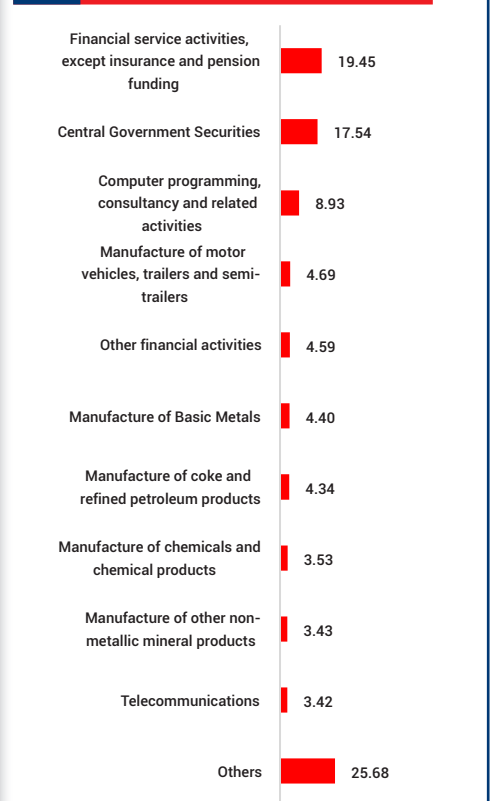 Financial service activities,
except insurance and pension
funding
19.45
Central Government Securities
17.54
Computer programming,
consultancy and related
activities
8.93
Manufacture of motor
vehicles, trailers and semi-
trailers
4.69
Other financial activities
4.59
Manufacture of Basic Metals
4.40
Manufacture of coke and
refined petroleum products
4.34
Manufacture of chemicals and
chemical products
3.53
Manufacture of other non-
metallic mineral products
3.43
Telecommunications
3.42
Others
25.68